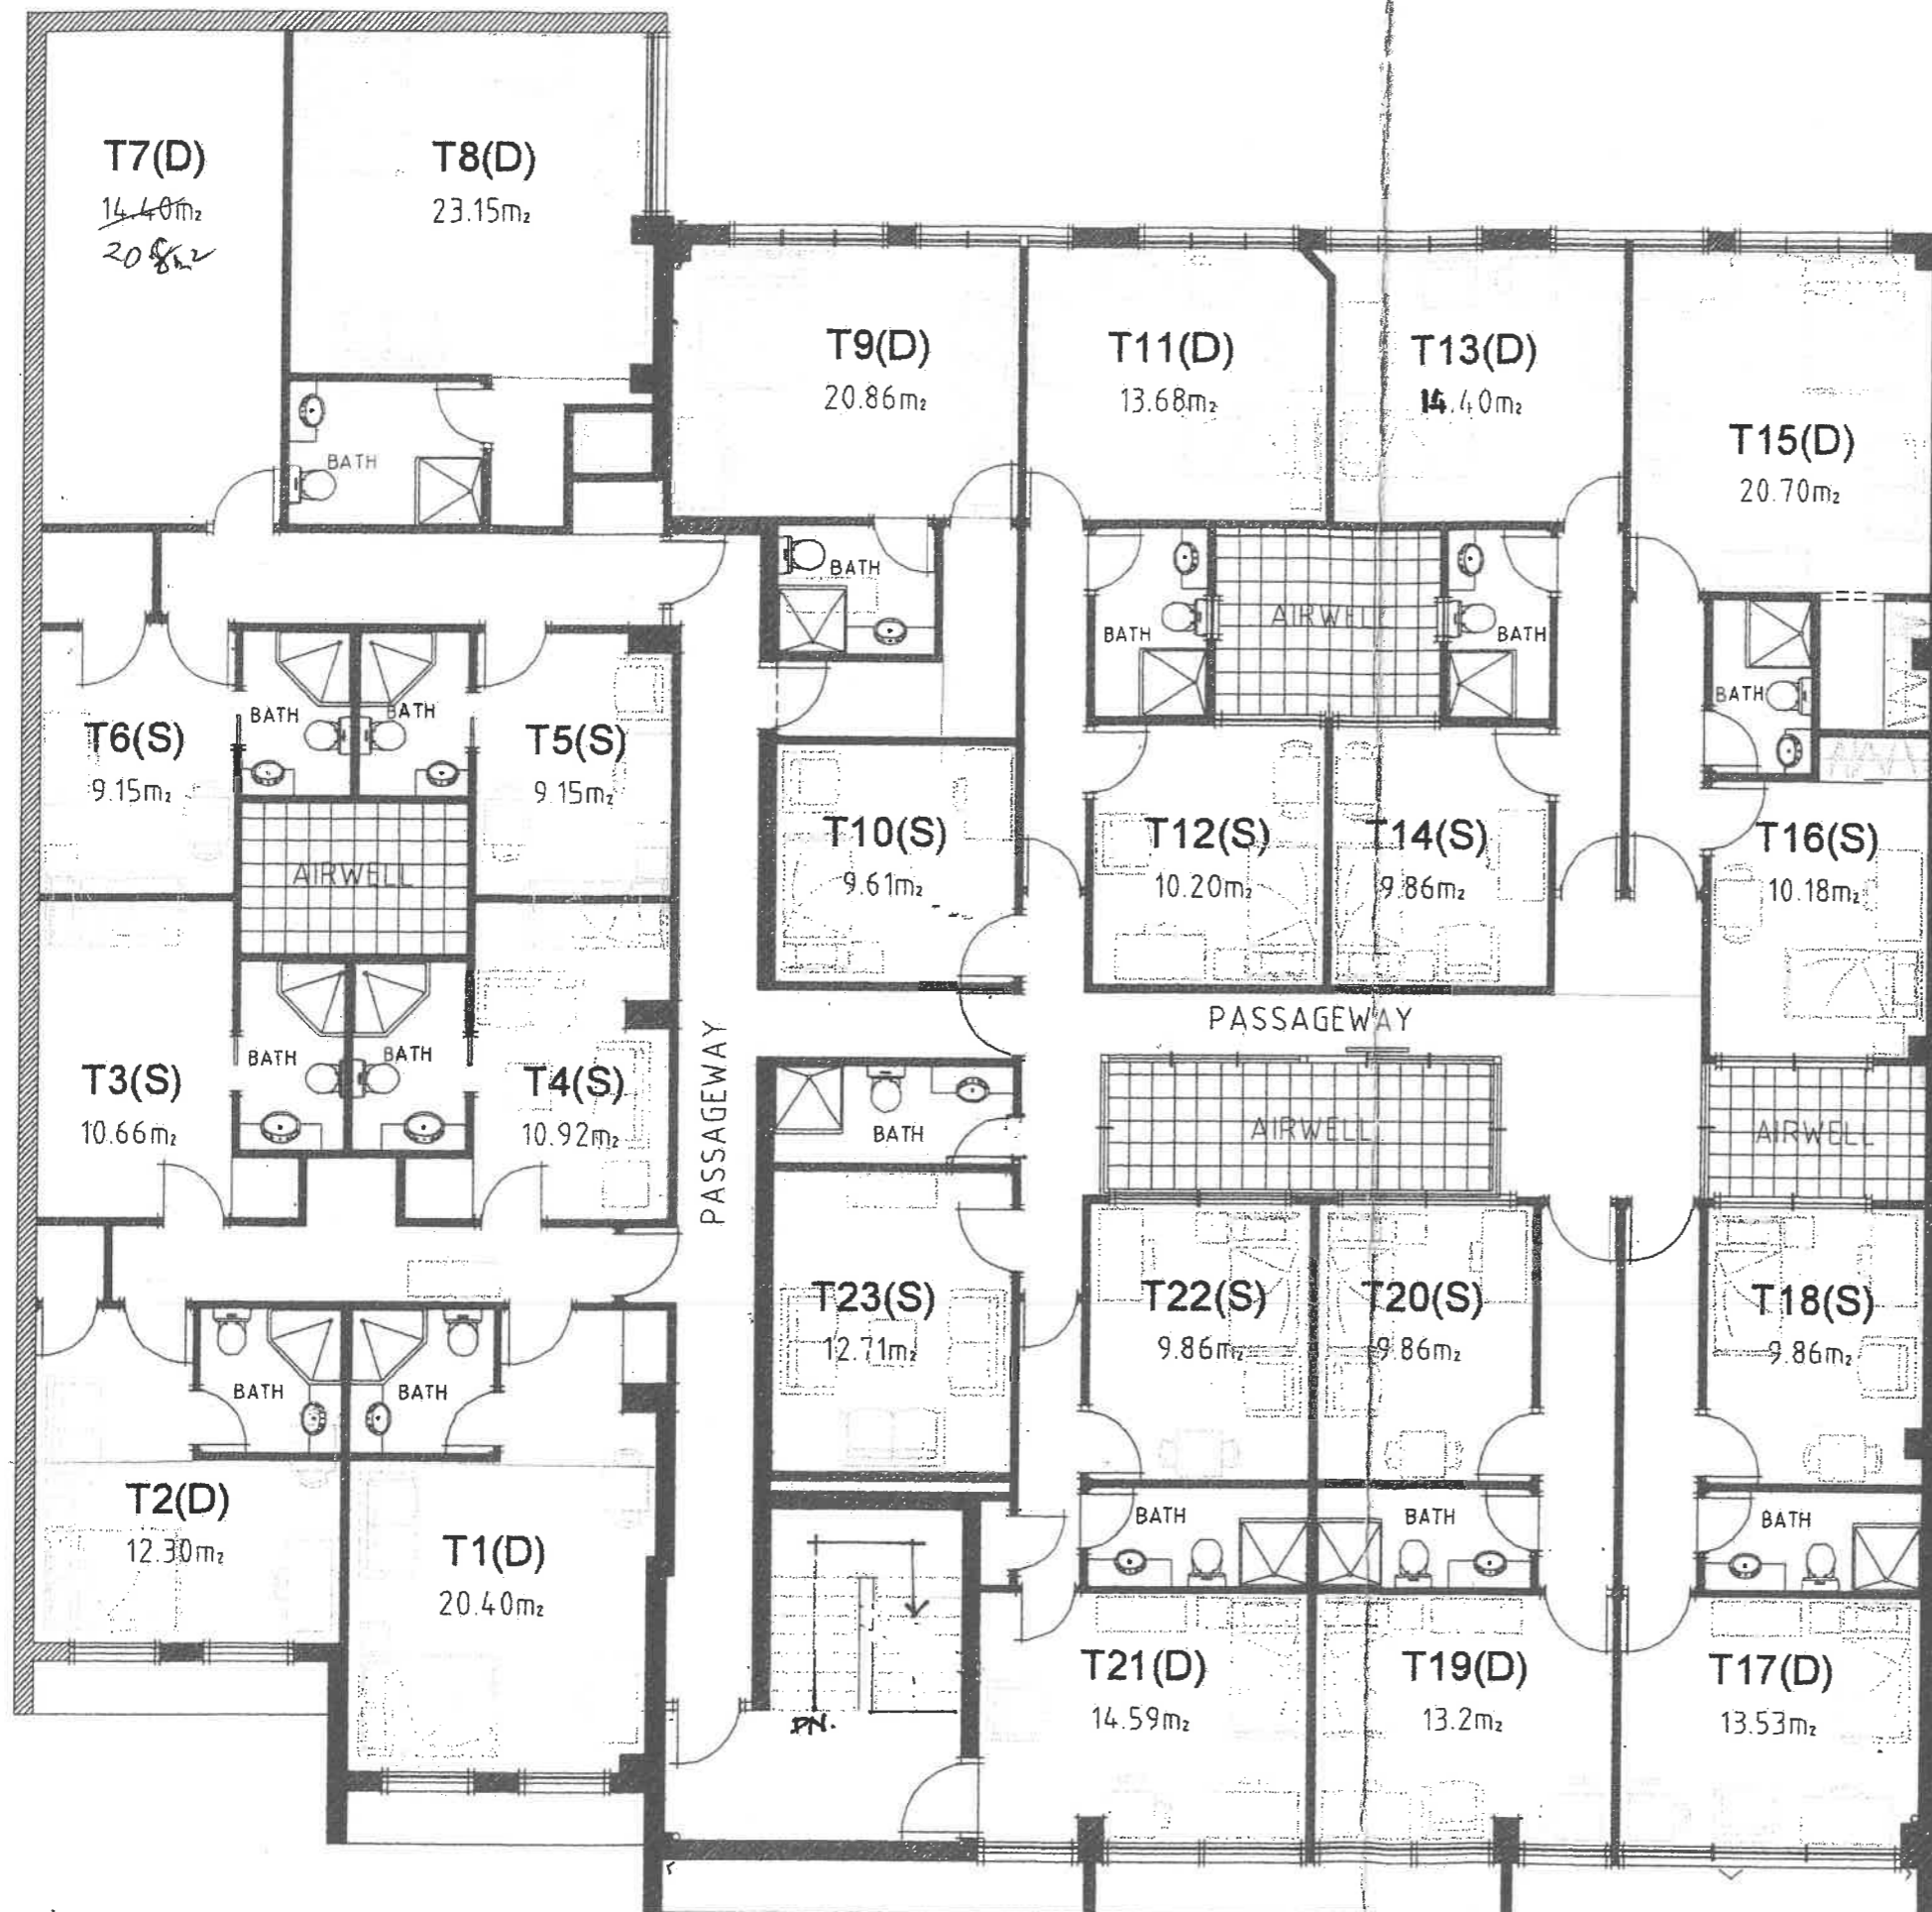 T7(D)
14.40m₂
T8(D)
23.15m₂
T9(D)
20.86m₂
T11(D)
13.68m₂
T13(D)
14.40m₂
T15(D)
20.70m₂
BATH
BATH
AIRWELL
BATH
BATH
BATH
T6(S)
9.15m₂
BATH
BATH
T5(S)
9.15m₂
AIRWELL
T10(S)
9.61m₂
T12(S)
10.20m₂
T14(S)
9.86m₂
T16(S)
10.18m₂
PASSAGEWAY
PASSAGEWAY
T3(S)
10.66m₂
BATH
BATH
T4(S)
10.92m₂
BATH
AIRWELL
AIRWELL
T23(S)
12.71m₂
T22(S)
9.86m₂
T20(S)
9.86m₂
T18(S)
9.86m₂
BATH
BATH
T2(D)
12.30m₂
T1(D)
20.40m₂
BATH
BATH
BATH
T21(D)
14.59m₂
T19(D)
13.2m₂
T17(D)
13.53m₂
DN.